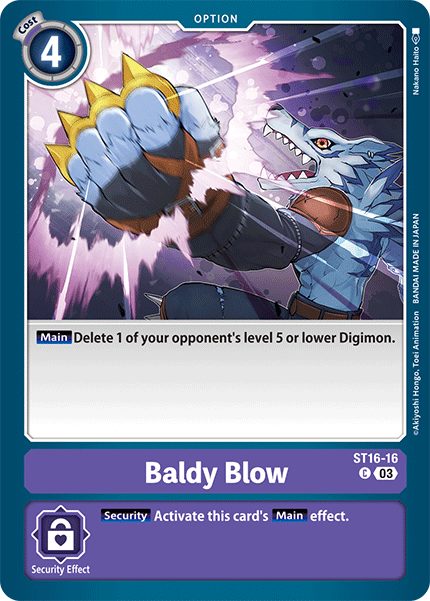 OPTION
Cost
4
Nakano Haito
©Akiyoshi Hongo, Toei Animation BANDAI MADE IN JAPAN
Main Delete 1 of your opponent's level 5 or lower Digimon.
ST16-16
Baldy Blow
C 03
Security Activate this card's Main effect.
Security Effect